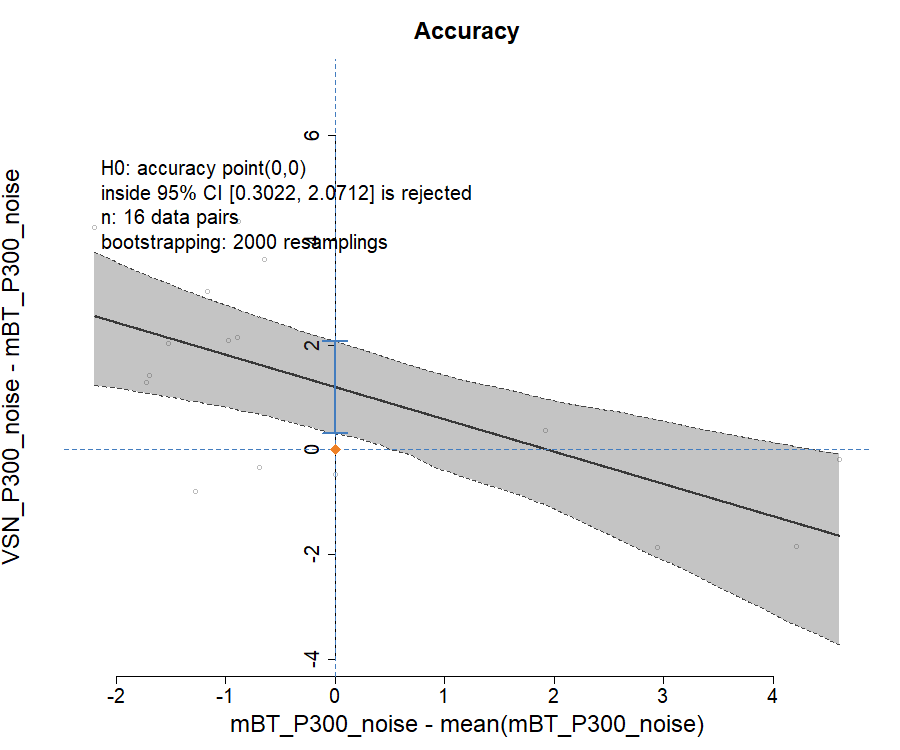 Accuracy
H0: accuracy point(0,0)
inside 95% CI [0.3022, 2.0712] is rejected
n: 16 data pairs
bootstrapping: 2000 resamplings
VSN_P300_noise - mBT_P300_noise
6
4
2
0
-2
-4
-2 -1 0 1 2 3 4
mBT_P300_noise - mean(mBT_P300_noise)